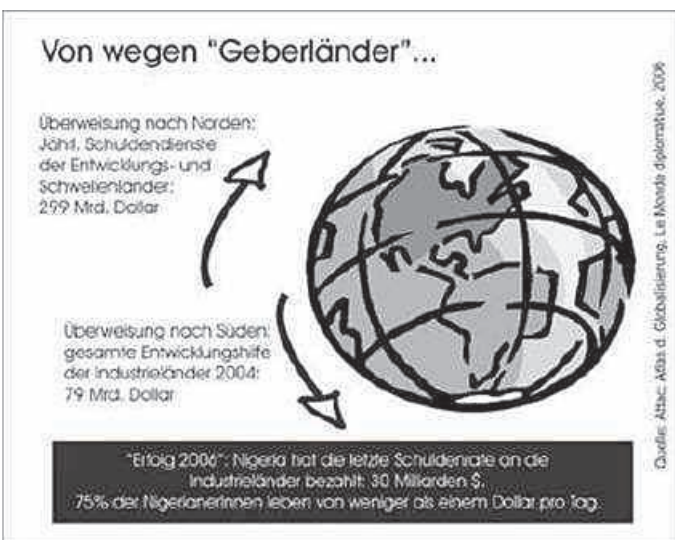 Von wegen "Geberländer"...
Überweisung nach Norden:
Jährl. Schuldendienste
der Entwicklungs- und
Schwellenländer:
299 Mrd. Dollar
Überweisung nach Süden:
gesamte Entwicklungshilfe
der Industrieländer 2004:
79 Mrd. Dollar
"Erfolg 2006": Nigeria hat die letzte Schuldenrate an die
Industrieländer bezahlt: 30 Milliarden $.
75% der NigerianerInnen leben von weniger als einem Dollar pro Tag.
Quelle: Attac: Atlas d. Globalisierung, Le Monde diplomatique, 2006